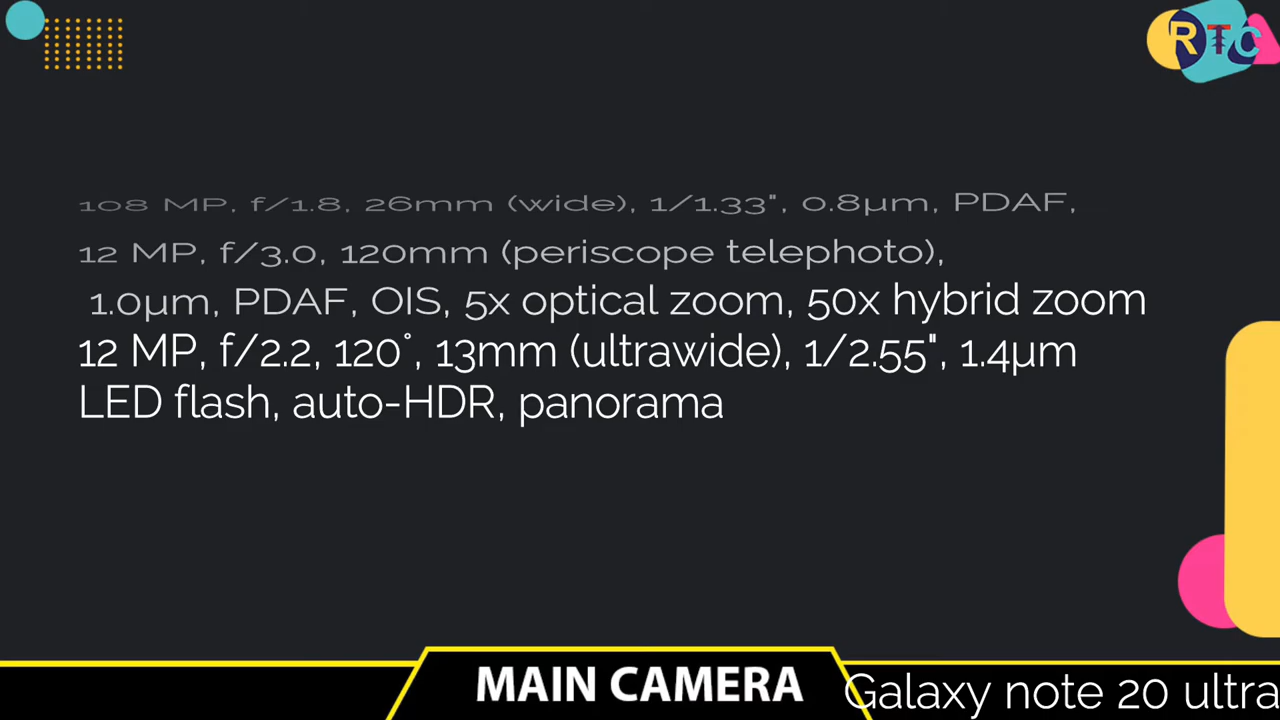 RTC
108 MP, f/1.8, 26mm (wide), 1/1.33", 0.8µm, PDAF,
12 MP, f/3.0, 120mm (periscope telephoto),
1.0µm, PDAF, OIS, 5x optical zoom, 50x hybrid zoom
12 MP, f/2.2, 120°, 13mm (ultrawide), 1/2.55", 1.4µm
LED flash, auto-HDR, panorama
MAIN CAMERA
Galaxy note 20 ultra